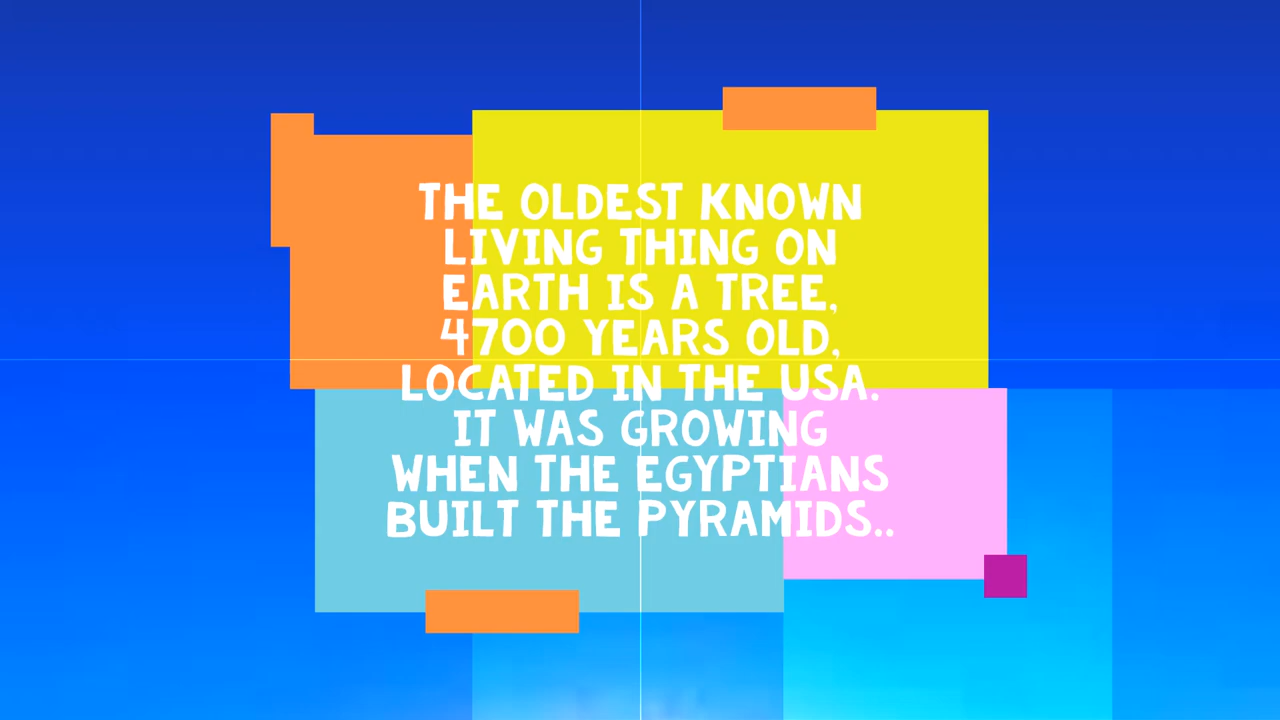 THE OLDEST KNOWN
LIVING THING ON
EARTH IS A TREE,
4700 YEARS OLD,
LOCATED IN THE USA.
IT WAS GROWING
WHEN THE EGYPTIANS
BUILT THE PYRAMIDS..